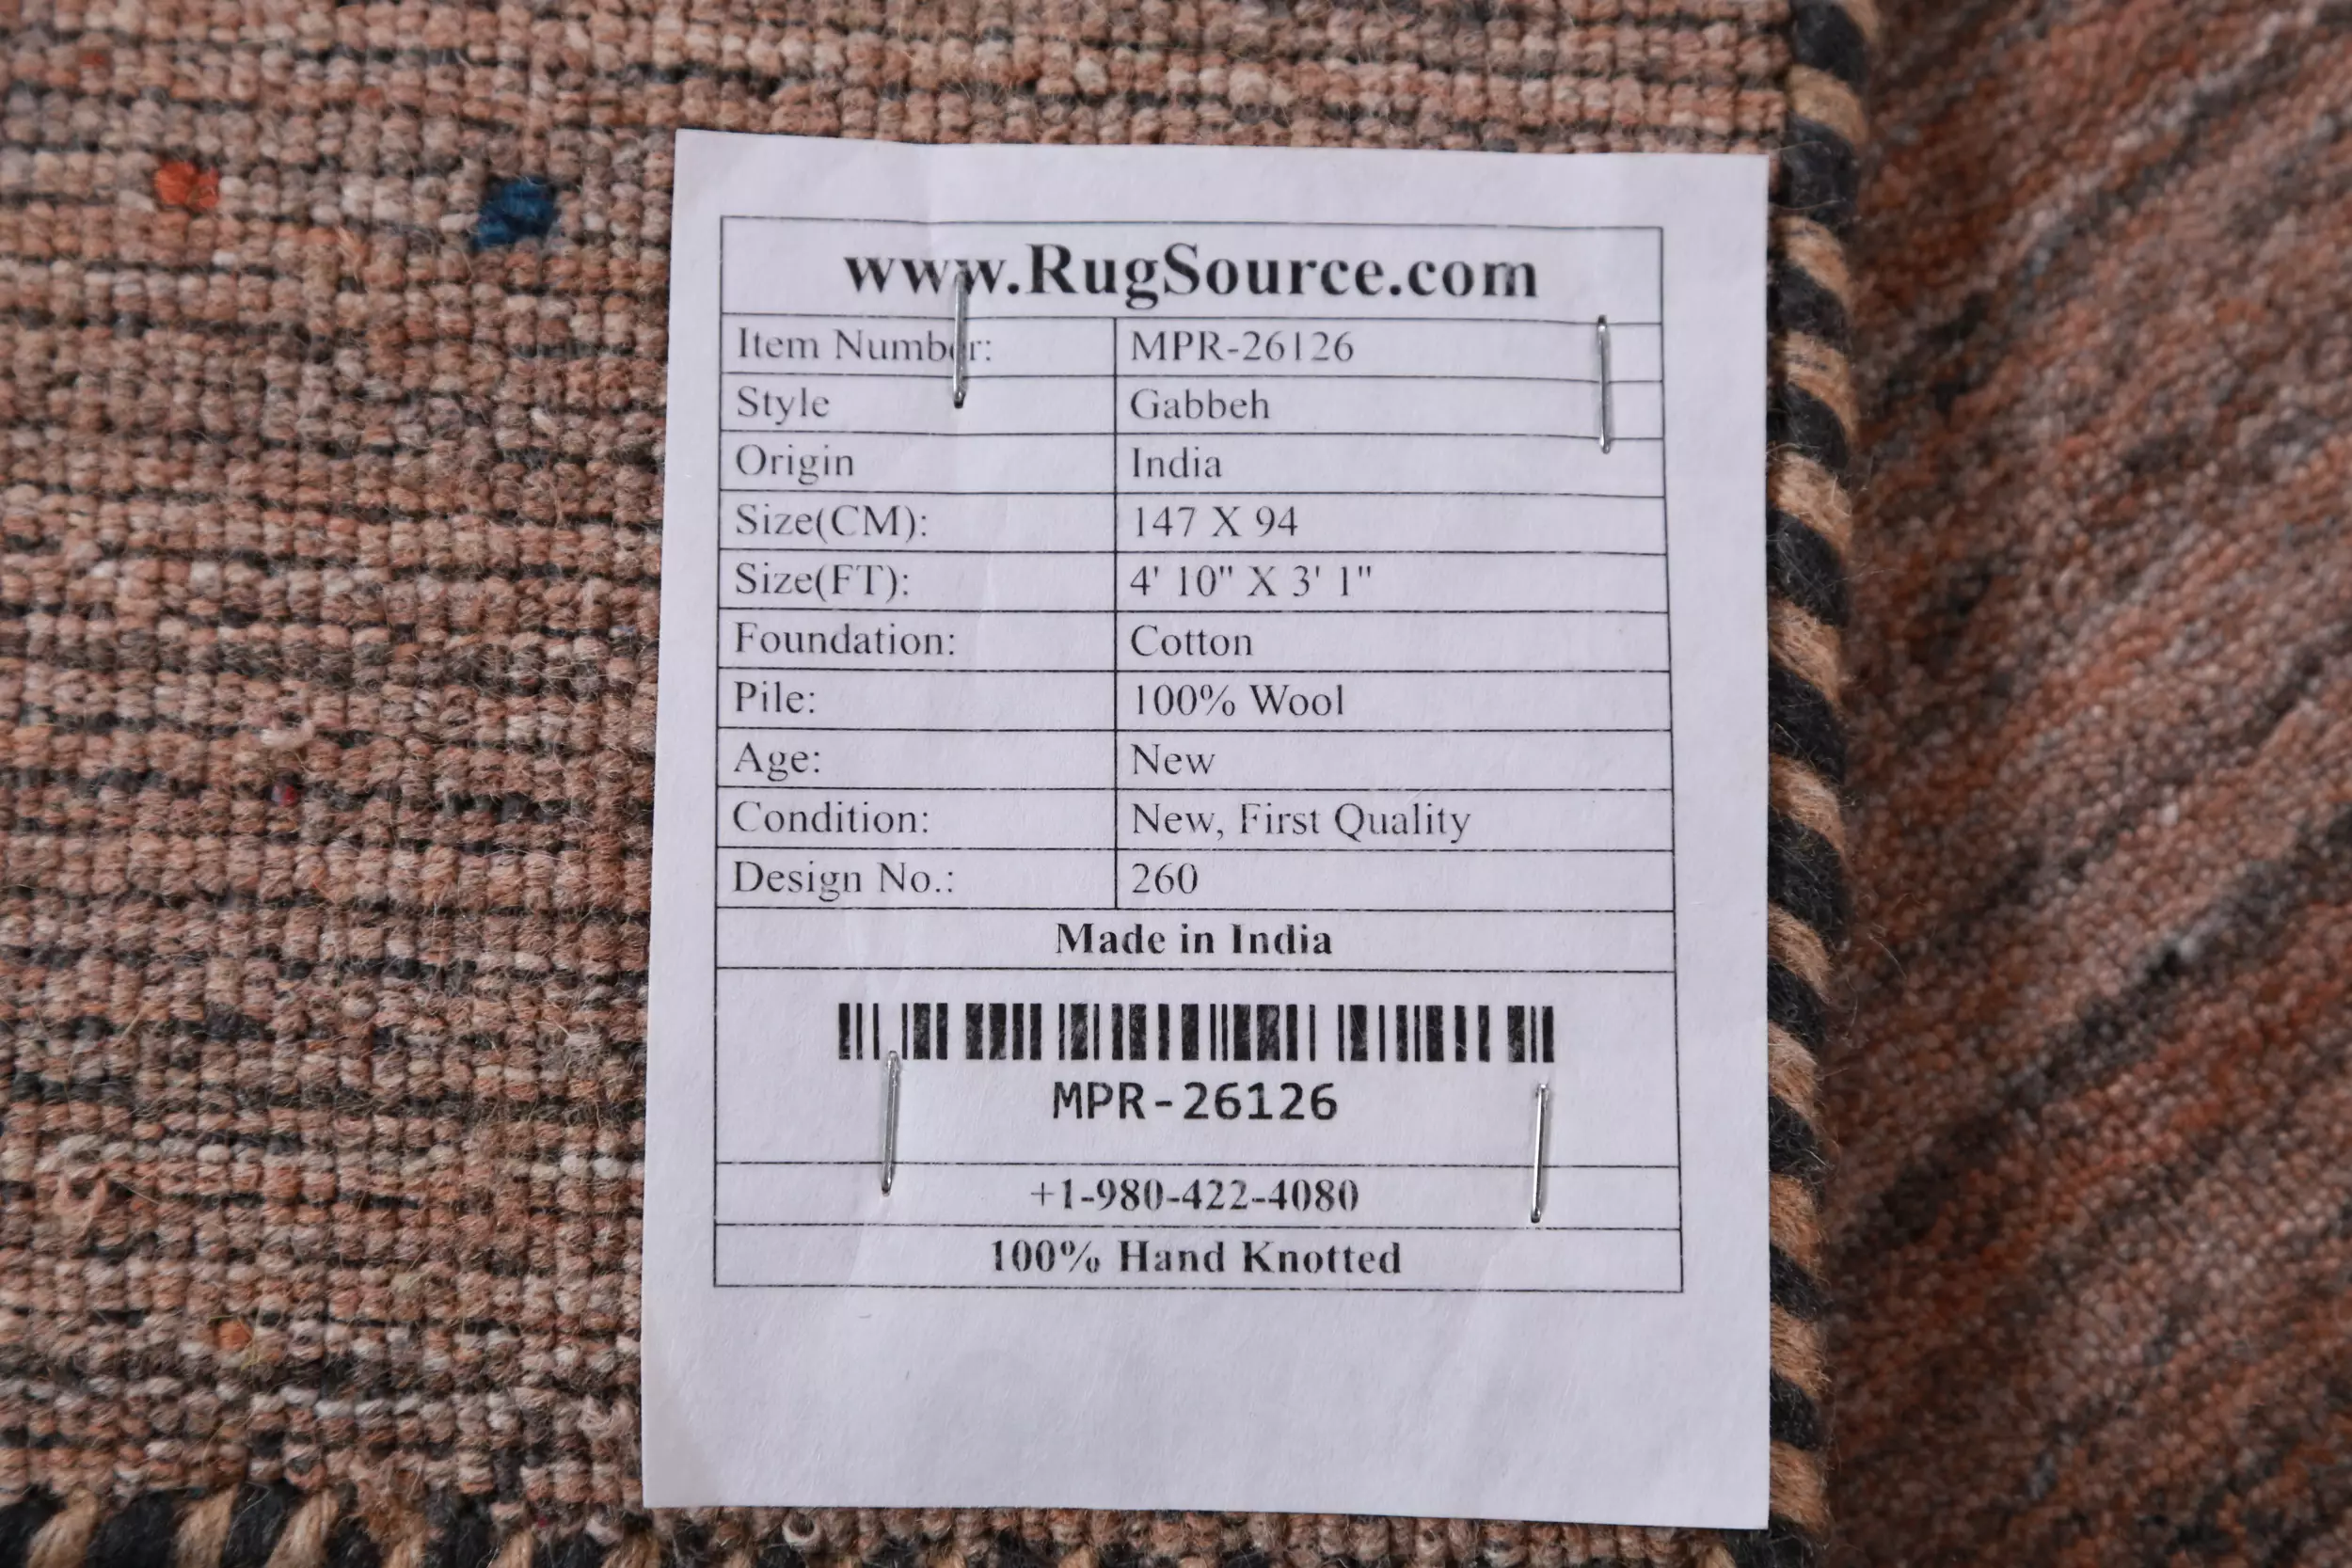 www.RugSource.com
Item Number: MPR-26126
Style Gabbeh
Origin India
Size(CM): 147 X 94
Size(FT): 4' 10" X 3' 1"
Foundation: Cotton
Pile: 100% Wool
Age: New
Condition: New, First Quality
Design No.: 260
Made in India
MPR-26126
+1-980-422-4080
100% Hand Knotted